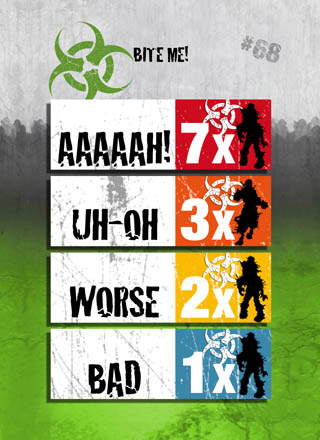 BITE ME!
#68
AAAAAH! 7x
UH-OH 3x
WORSE 2x
BAD 1x